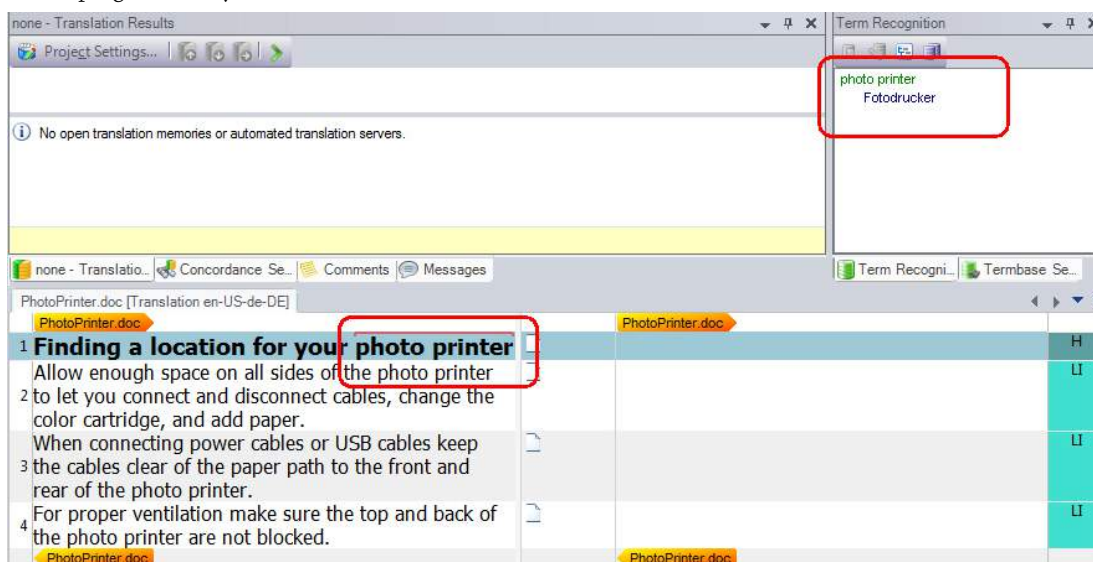 none - Translation Results
Term Recognition
Project Settings...
photo printer
Fotodrucker
No open translation memories or automated translation servers.
none - Translatio...
Concordance Se...
Comments
Messages
Term Recogni...
Termbase Se...
PhotoPrinter.doc [Translation en-US-de-DE]
PhotoPrinter.doc
PhotoPrinter.doc
1 Finding a location for your photo printer
H
Allow enough space on all sides of the photo printer
LI
2 to let you connect and disconnect cables, change the
color cartridge, and add paper.
When connecting power cables or USB cables keep
LI
3 the cables clear of the paper path to the front and
rear of the photo printer.
For proper ventilation make sure the top and back of
LI
4 the photo printer are not blocked.
PhotoPrinter.doc
PhotoPrinter.doc